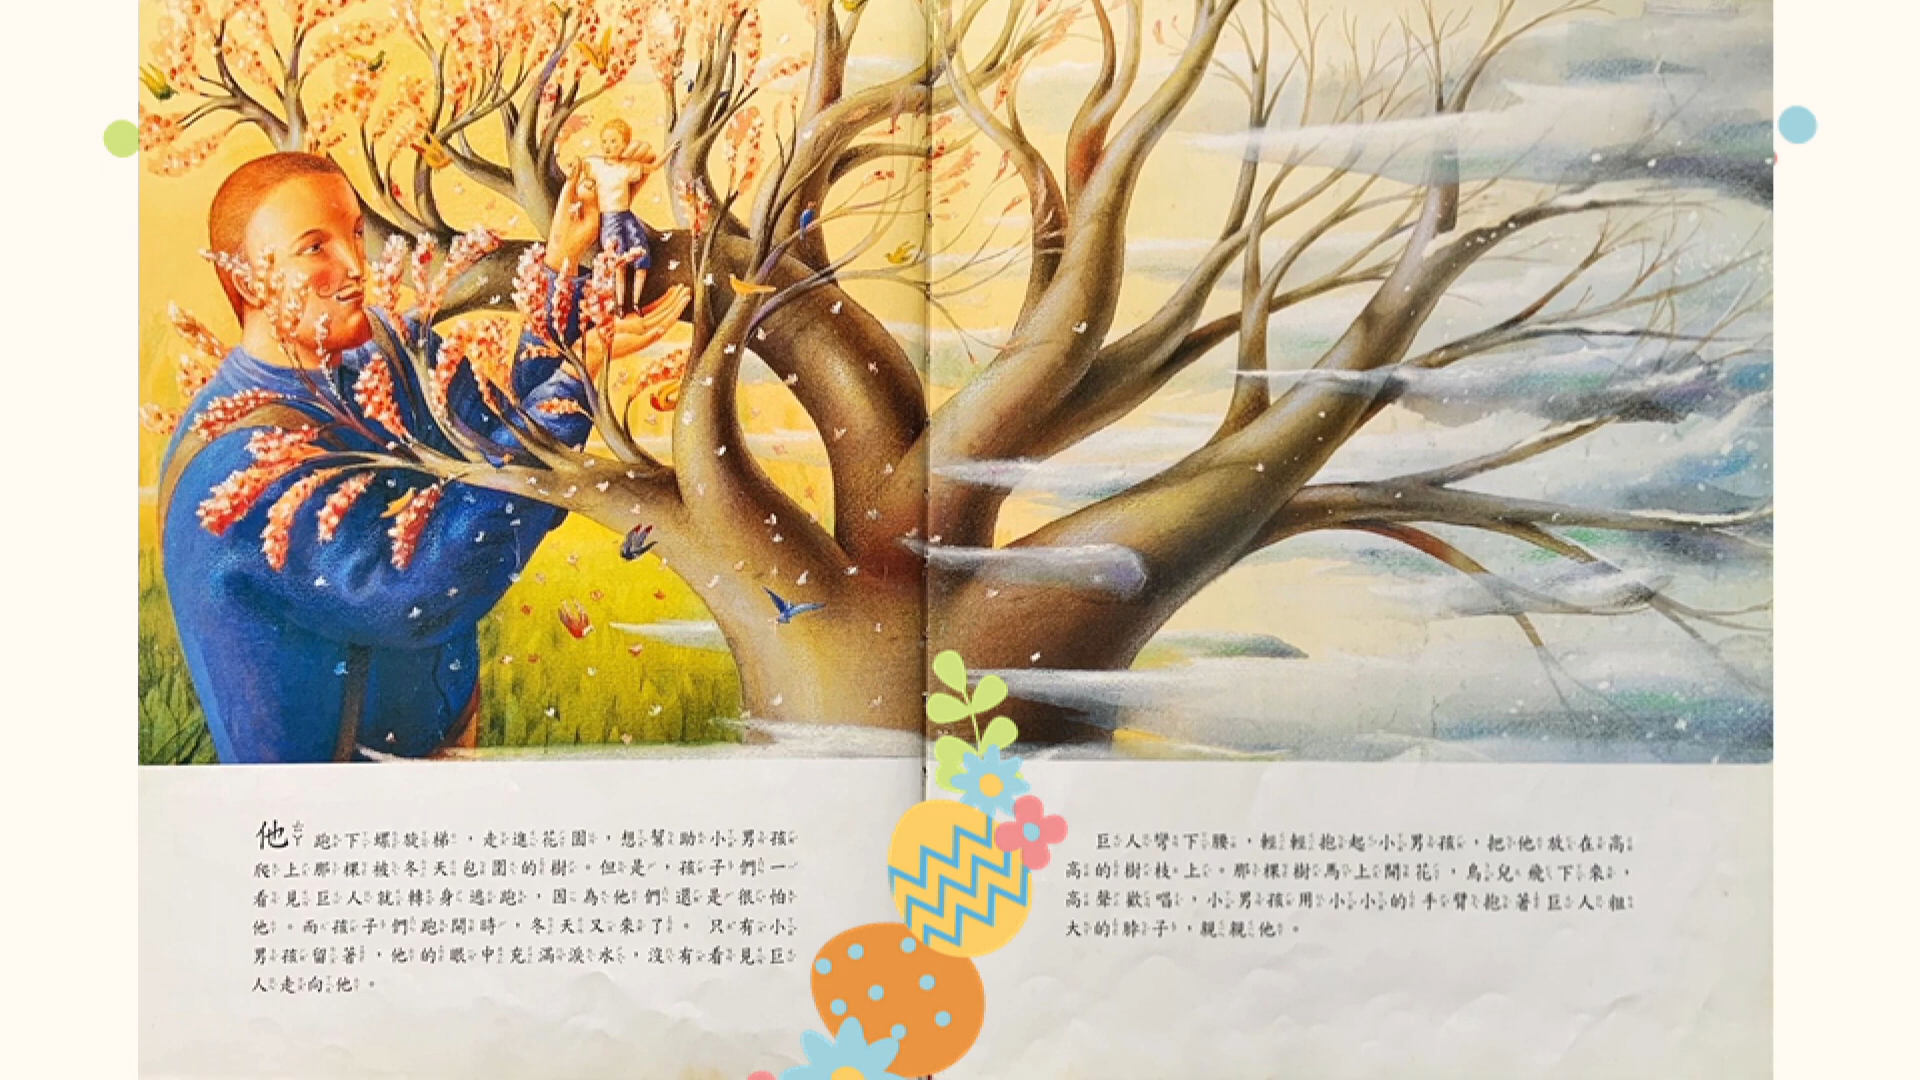 他跑下螺旋梯，走進花園，想幫助小男孩
爬上那棵被冬天包圍的樹。但是，孩子們一
看見巨人就轉身逃跑，因為他們還是很怕
他。而孩子們跑開時，冬天又來了。只有小
男孩留著，他的眼中充滿淚水，沒有看見巨
人走向他。
巨人彎下腰，輕輕抱起小男孩，把他放在高
高的樹枝上。那棵樹馬上開花，鳥兒飛下來，
高聲歡唱，小男孩用小小的手臂抱著巨人粗
大的脖子，親親他。